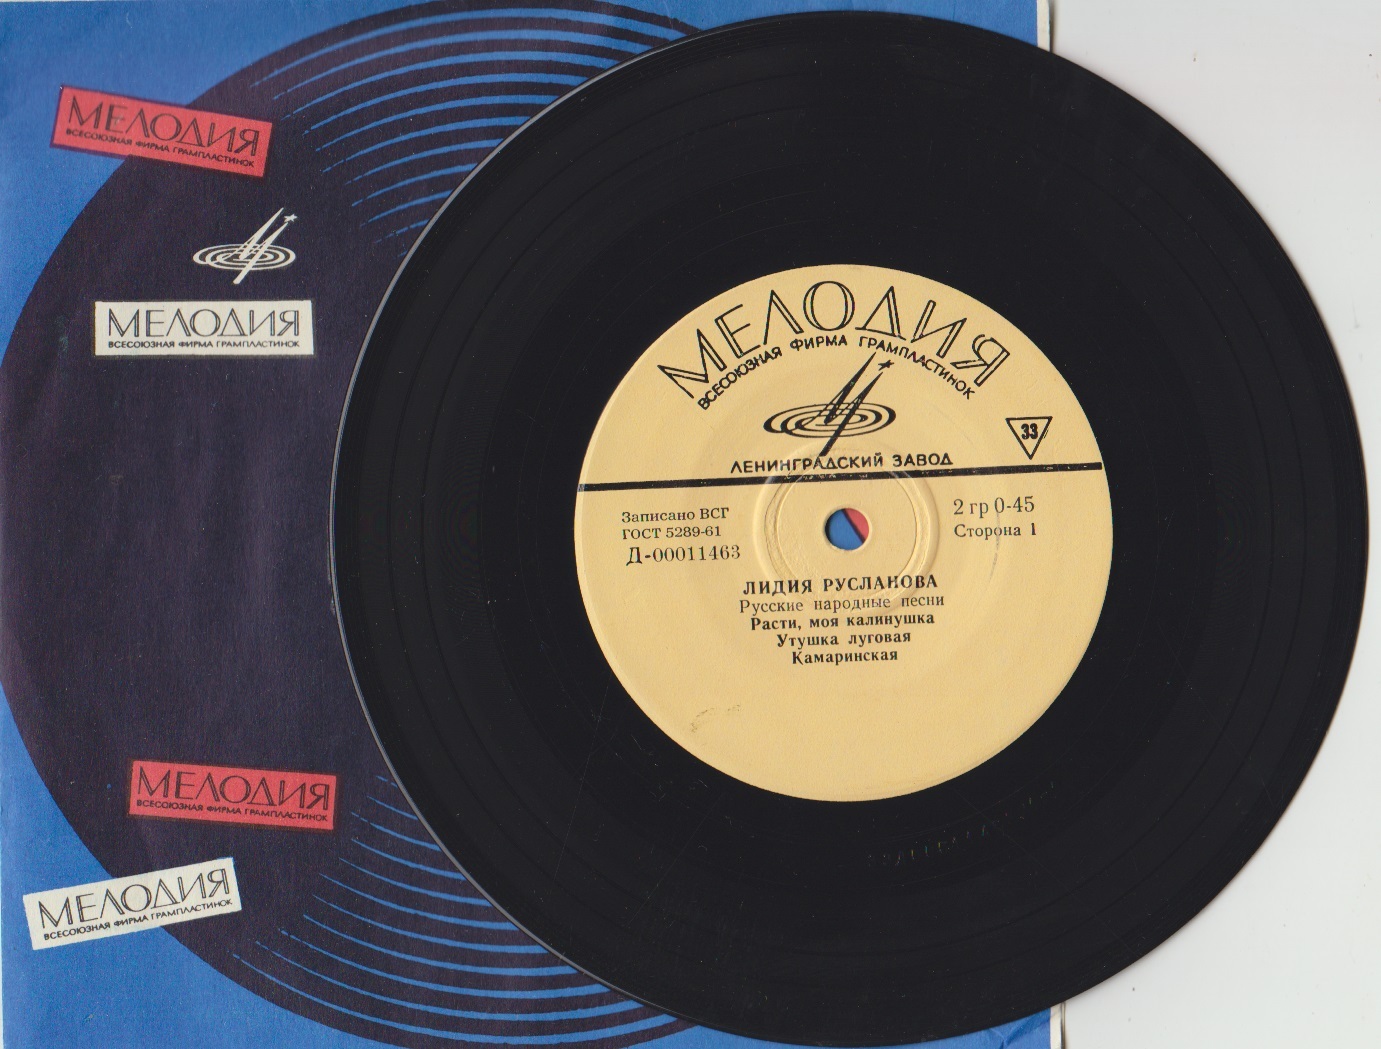 МЕЛОДИЯ
ВСЕСОЮЗНАЯ ФИРМА ГРАМПЛАСТИНОК
МЕЛОДИЯ
ВСЕСОЮЗНАЯ ФИРМА ГРАМПЛАСТИНОК
МЕЛОДИЯ
ВСЕСОЮЗНАЯ ФИРМА ГРАМПЛАСТИНОК
МЕЛОДИЯ
ВСЕСОЮЗНАЯ ФИРМА ГРАМПЛАСТИНОК
МЕЛОДИЯ
ВСЕСОЮЗНАЯ ФИРМА ГРАМПЛАСТИНОК
33
ЛЕНИНГРАДСКИЙ ЗАВОД
Записано ВСГ
ГОСТ 5289-61
Д-00011463
2 гр 0-45
Сторона 1
ЛИДИЯ РУСЛАНОВА
Русские народные песни
Расти, моя калинушка
Утушка луговая
Камаринская